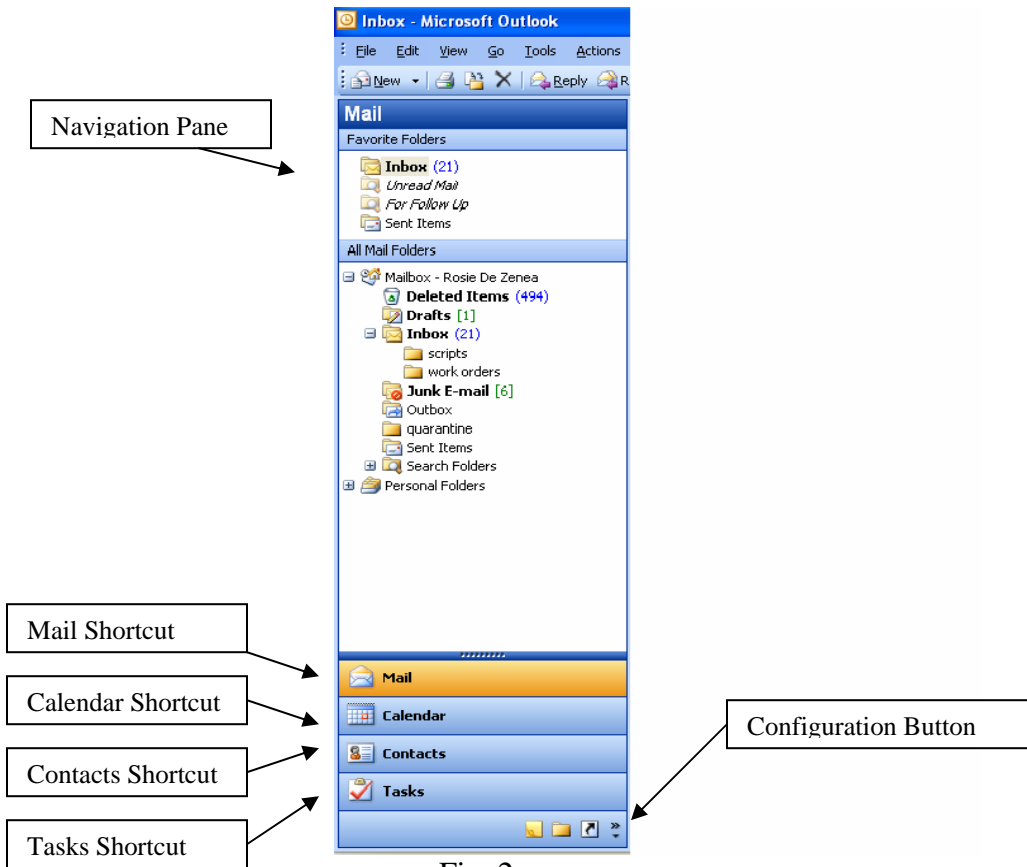 Inbox - Microsoft Outlook
File Edit View Go Tools Actions
New Reply R
Mail
Navigation Pane
Favorite Folders
Inbox (21)
Unread Mail
For Follow Up
Sent Items
All Mail Folders
Mailbox - Rosie De Zenea
Deleted Items (494)
Drafts [1]
Inbox (21)
scripts
work orders
Junk E-mail [6]
Outbox
quarantine
Sent Items
Search Folders
Personal Folders
Mail Shortcut
Mail
Calendar Shortcut
Calendar
Configuration Button
Contacts
Contacts Shortcut
Tasks
Tasks Shortcut